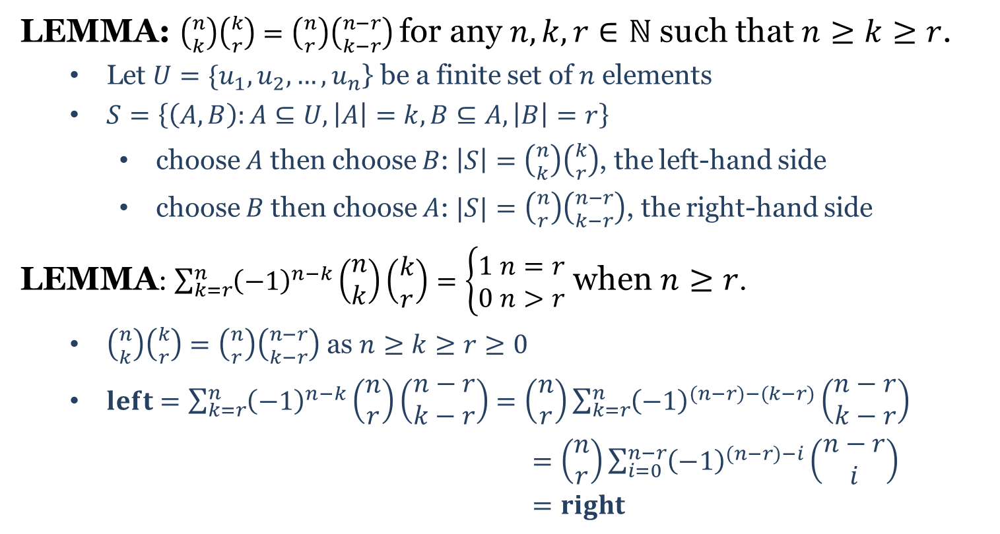 LEMMA: $\binom{n}{k}\binom{k}{r} = \binom{n}{r}\binom{n-r}{k-r}$ for any $n, k, r \in \mathbb{N}$ such that $n \geq k \geq r$.
• Let $U = \{u_1, u_2, \ldots, u_n\}$ be a finite set of $n$ elements
• $S = \{(A, B): A \subseteq U, |A| = k, B \subseteq A, |B| = r\}$
• choose $A$ then choose $B$: $|S| = \binom{n}{k}\binom{k}{r}$, the left-hand side
• choose $B$ then choose $A$: $|S| = \binom{n}{r}\binom{n-r}{k-r}$, the right-hand side
LEMMA: $\sum_{k=r}^{n}(-1)^{n-k}\binom{n}{k}\binom{k}{r} = \begin{cases} 1 & n = r \\ 0 & n > r \end{cases}$ when $n \geq r$.
• $\binom{n}{k}\binom{k}{r} = \binom{n}{r}\binom{n-r}{k-r}$ as $n \geq k \geq r \geq 0$
• left $= \sum_{k=r}^{n}(-1)^{n-k}\binom{n}{r}\binom{n-r}{k-r} = \binom{n}{r}\sum_{k=r}^{n}(-1)^{(n-r)-(k-r)}\binom{n-r}{k-r}$
$= \binom{n}{r}\sum_{i=0}^{n-r}(-1)^{(n-r)-i}\binom{n-r}{i}$
= right